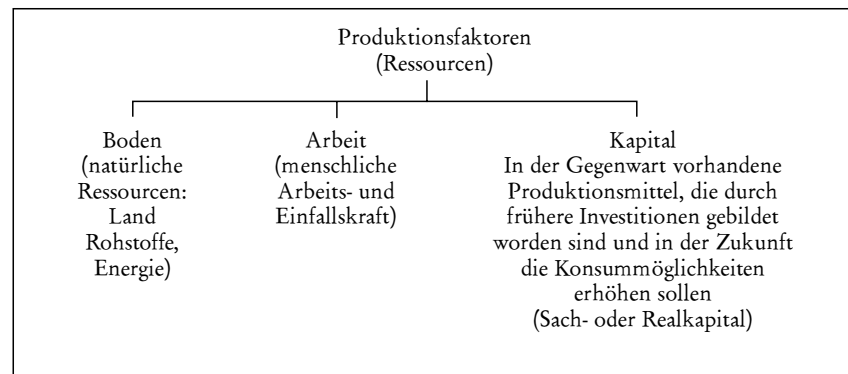 Produktionsfaktoren
(Ressourcen)
Boden
(natürliche
Ressourcen:
Land
Rohstoffe,
Energie)
Arbeit
(menschliche
Arbeits- und
Einfallskraft)
Kapital
In der Gegenwart vorhandene
Produktionsmittel, die durch
frühere Investitionen gebildet
worden sind und in der Zukunft
die Konsummöglichkeiten
erhöhen sollen
(Sach- oder Realkapital)